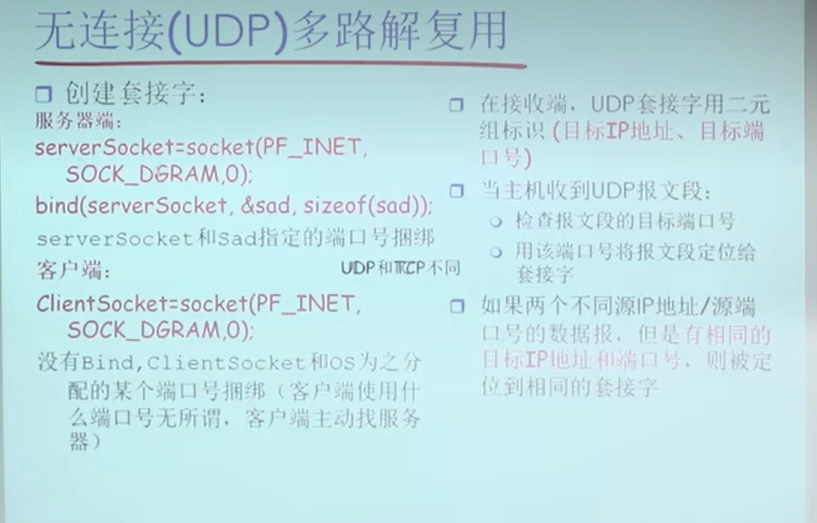 无连接(UDP)多路解复用
创建套接字:
服务器端:
serverSocket=socket(PF_INET,
SOCK_DGRAM,0);
bind(serverSocket, &sad, sizeof(sad));
serverSocket和Sad指定的端口号捆绑
客户端:
UDP和TCP不同
ClientSocket=socket(PF_INET,
SOCK_DGRAM,0);
没有Bind,ClientSocket和OS为之分
配的某个端口号捆绑（客户端使用什
么端口号无所谓，客户端主动找服务
器）
在接收端，UDP套接字用二元
组标识 (目标IP地址、目标端
口号)
当主机收到UDP报文段:
检查报文段的目标端口号
用该端口号将报文段定位给
套接字
如果两个不同源IP地址/源端
口号的数据报，但是有相同的
目标IP地址和端口号，则被定
位到相同的套接字